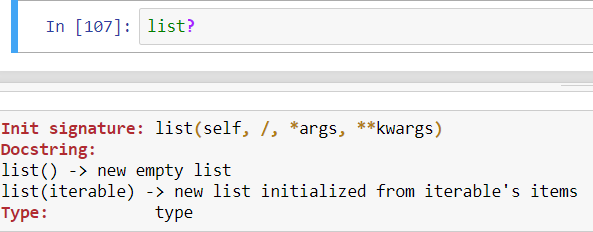 In [107]: list?
Init signature: list(self, /, *args, **kwargs)
Docstring:
list() -> new empty list
list(iterable) -> new list initialized from iterable's items
Type:           type